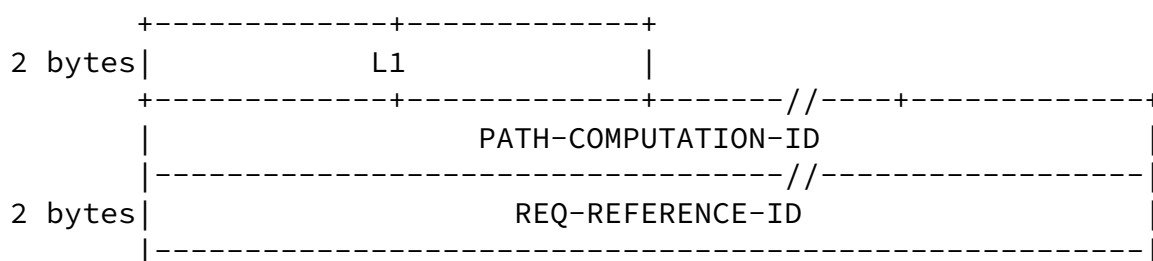 +-------------+-------------+
2 bytes|            L1             |
+-------------+-------------+-------//----+-------------+
|                 PATH-COMPUTATION-ID                  |
|-----------------------------------//------------------|
2 bytes|                   REQ-REFERENCE-ID                   |
|-------------------------------------------------------|